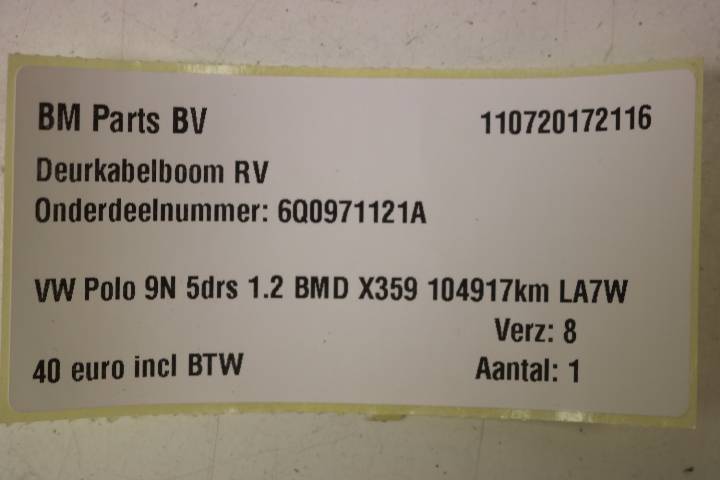 BM Parts BV 110720172116
Deurkabelboom RV
Onderdeelnummer: 6Q0971121A
VW Polo 9N 5drs 1.2 BMD X359 104917km LA7W
Verz: 8
40 euro incl BTW Aantal: 1